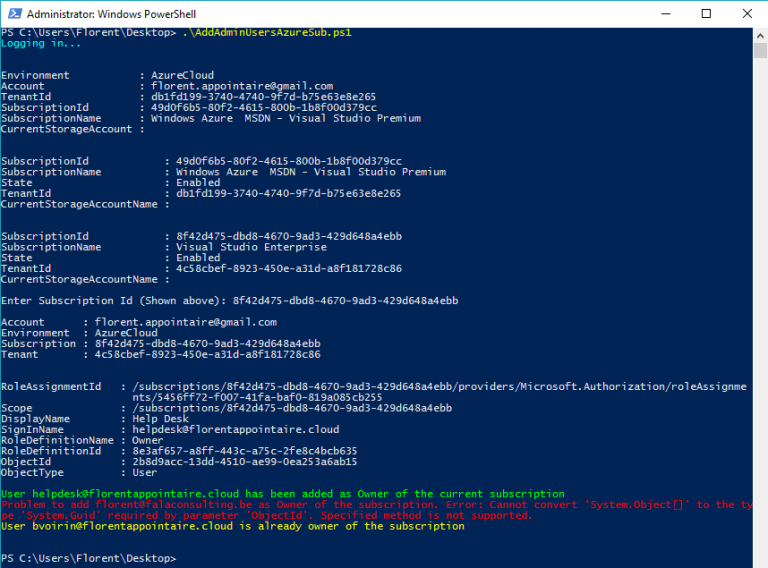 Administrator: Windows PowerShell
PS C:\Users\Florent\Desktop> .\AddAdminUsersAzureSub.ps1
Logging in...
Environment : AzureCloud
Account : florent.appointaire@gmail.com
TenantId : db1fd199-3740-4740-9f7d-b75e63e8e265
SubscriptionId : 49d0f6b5-80f2-4615-800b-1b8f00d379cc
SubscriptionName : Windows Azure  MSDN - Visual Studio Premium
CurrentStorageAccount :
SubscriptionId : 49d0f6b5-80f2-4615-800b-1b8f00d379cc
SubscriptionName : Windows Azure  MSDN - Visual Studio Premium
State : Enabled
TenantId : db1fd199-3740-4740-9f7d-b75e63e8e265
CurrentStorageAccountName :
SubscriptionId : 8f42d475-dbd8-4670-9ad3-429d648a4ebb
SubscriptionName : Visual Studio Enterprise
State : Enabled
TenantId : 4c58cbef-8923-450e-a31d-a8f181728c86
CurrentStorageAccountName :
Enter Subscription Id (Shown above): 8f42d475-dbd8-4670-9ad3-429d648a4ebb
Account : florent.appointaire@gmail.com
Environment : AzureCloud
Subscription : 8f42d475-dbd8-4670-9ad3-429d648a4ebb
Tenant : 4c58cbef-8923-450e-a31d-a8f181728c86
RoleAssignmentId : /subscriptions/8f42d475-dbd8-4670-9ad3-429d648a4ebb/providers/Microsoft.Authorization/roleAssignme
nts/5456ff72-f007-41fa-baf0-819a085cb255
Scope : /subscriptions/8f42d475-dbd8-4670-9ad3-429d648a4ebb
DisplayName : Help Desk
SignInName : helpdesk@florentappointaire.cloud
RoleDefinitionName : Owner
RoleDefinitionId : 8e3af657-a8ff-443c-a75c-2fe8c4bcb635
ObjectId : 2b8d9acc-13dd-4510-ae99-0ea253a6ab15
ObjectType : User
User helpdesk@florentappointaire.cloud has been added as Owner of the current subscription
Problem to add florent@falaconsulting.be as Owner of the subscription. Error: Cannot convert 'System.Object[]' to the ty
pe 'System.Guid' required by parameter 'ObjectId'. Specified method is not supported.
User bvoirin@florentappointaire.cloud is already owner of the subscription
PS C:\Users\Florent\Desktop>